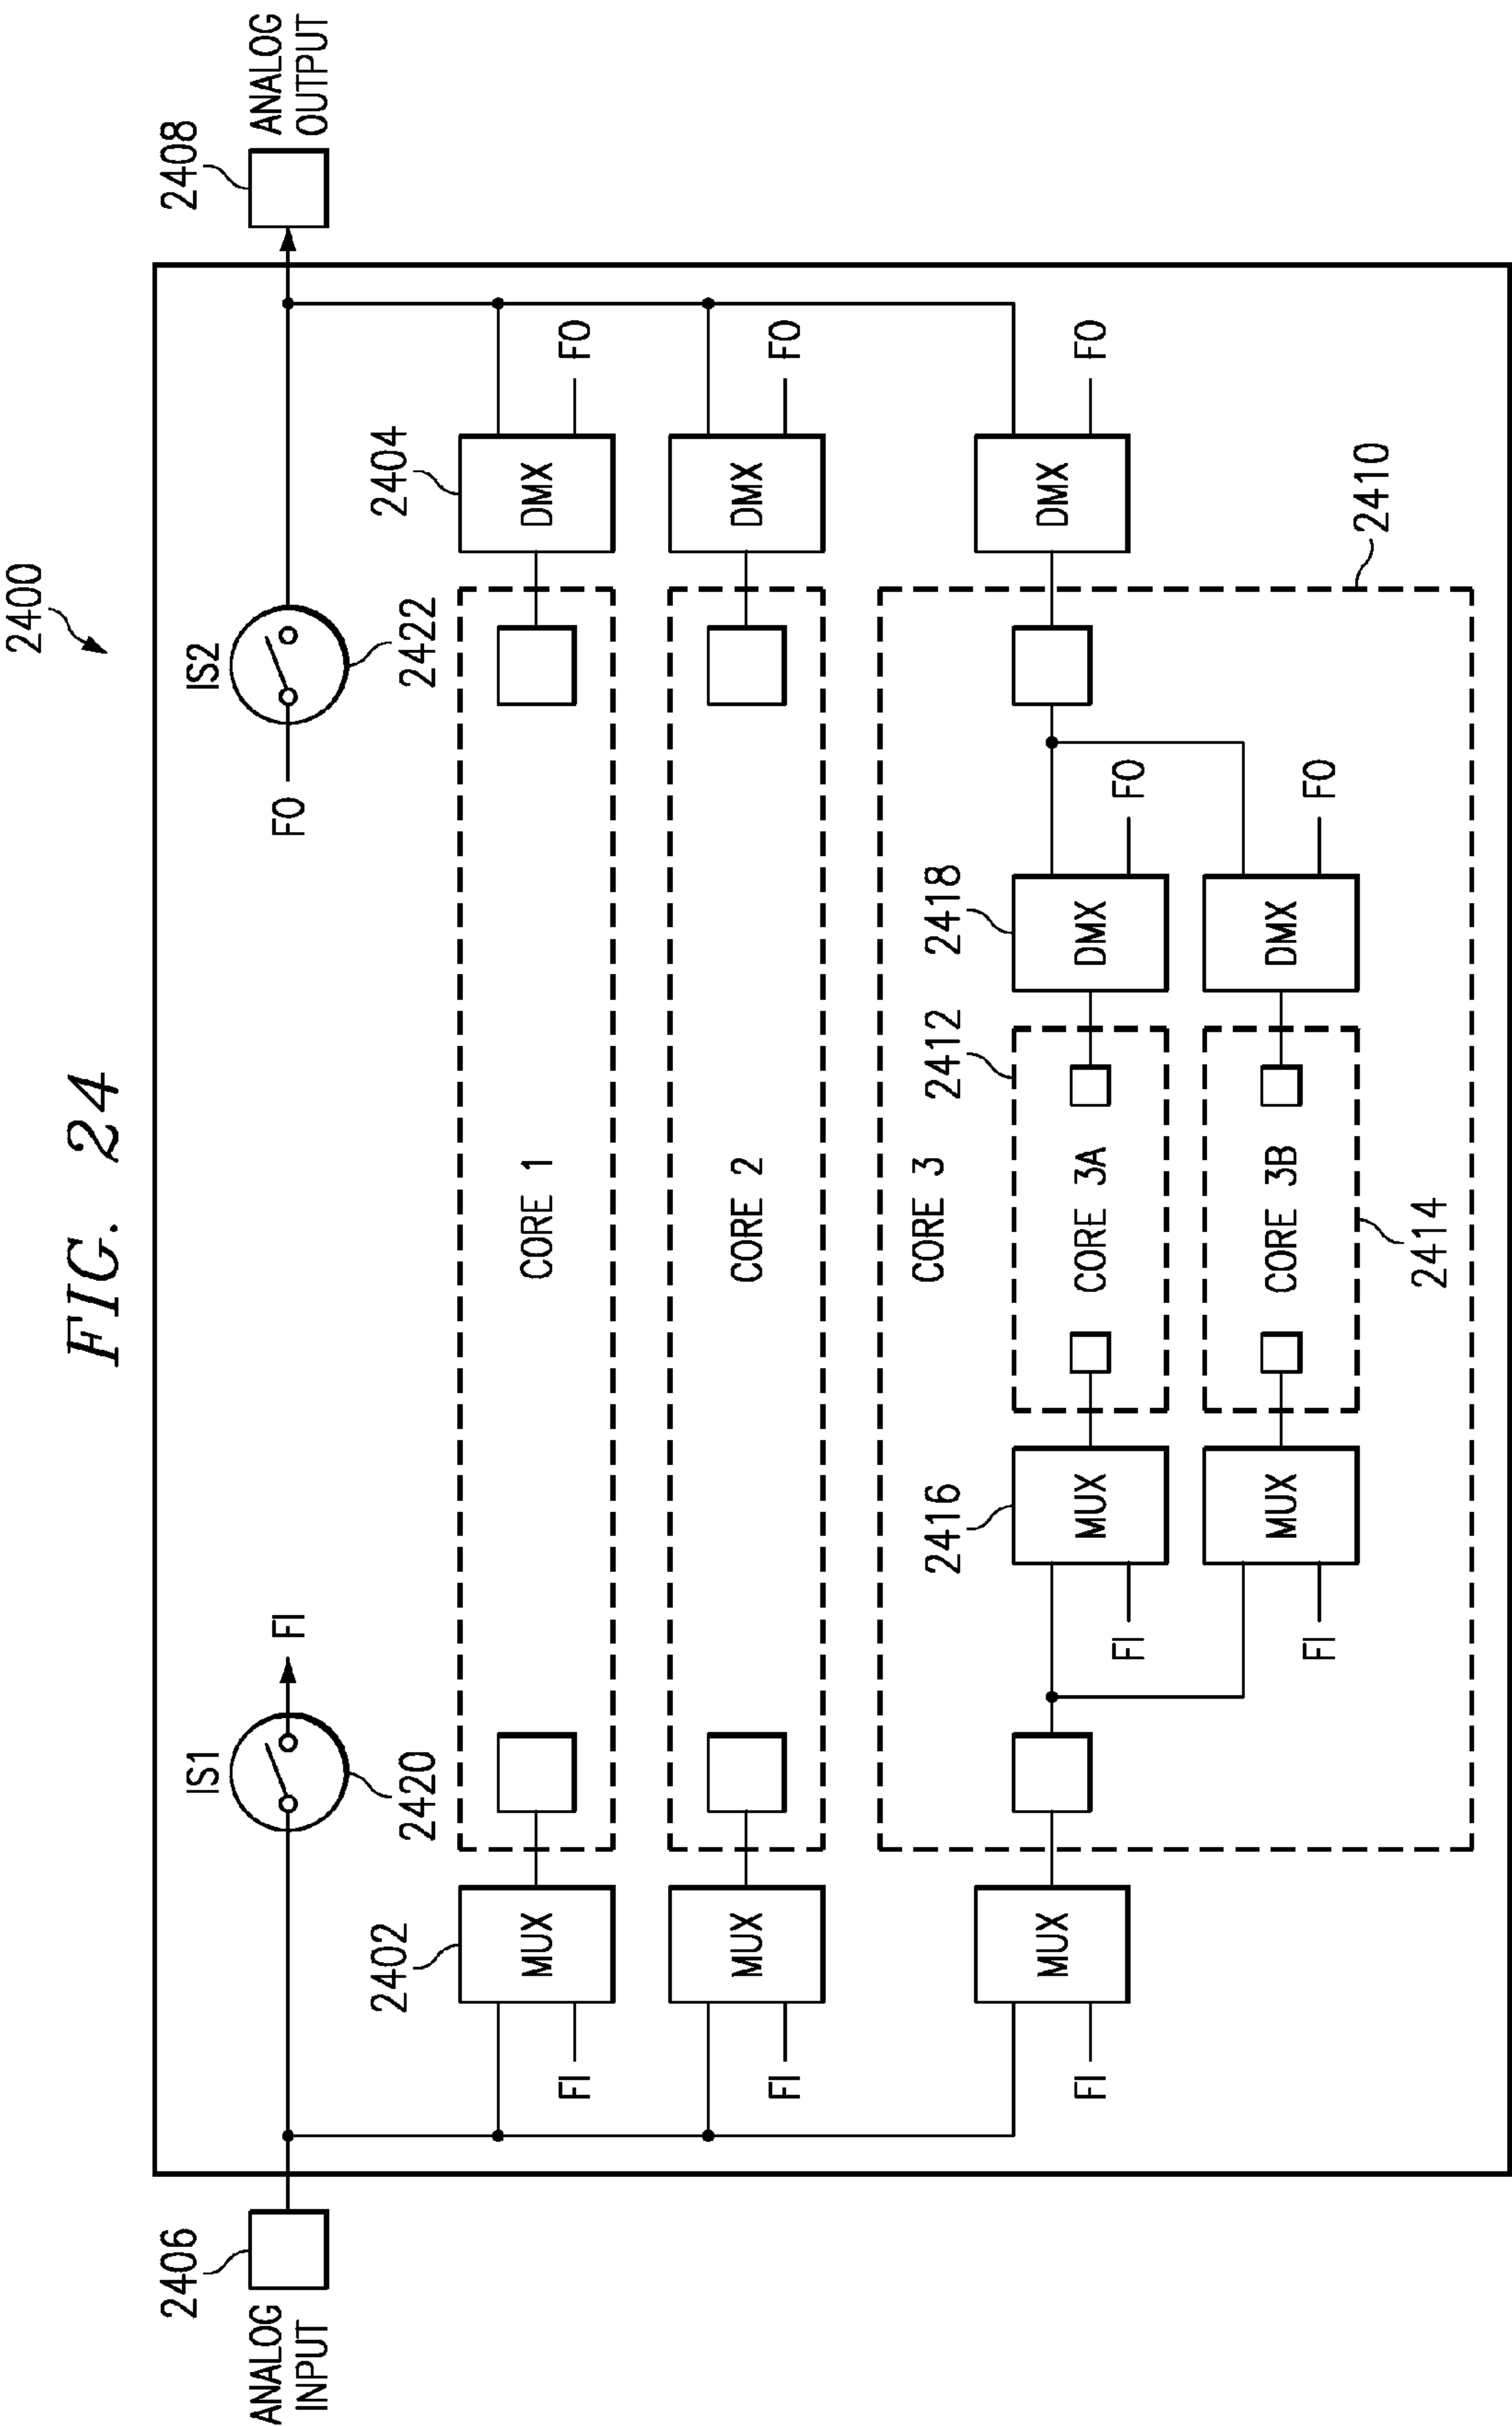 FIG. 24
2400
IS1
IS2
2406
2408
ANALOG
INPUT
FI
FO
ANALOG
OUTPUT
2420
2422
2402
2404
MUX
CORE 1
DMX
FI
FO
MUX
CORE 2
DMX
FI
FO
CORE 3
2416
2412
2418
MUX
MUX
CORE 3A
DMX
DMX
FI
FI
FO
FO
MUX
CORE 3B
DMX
FI
FO
2410
2414